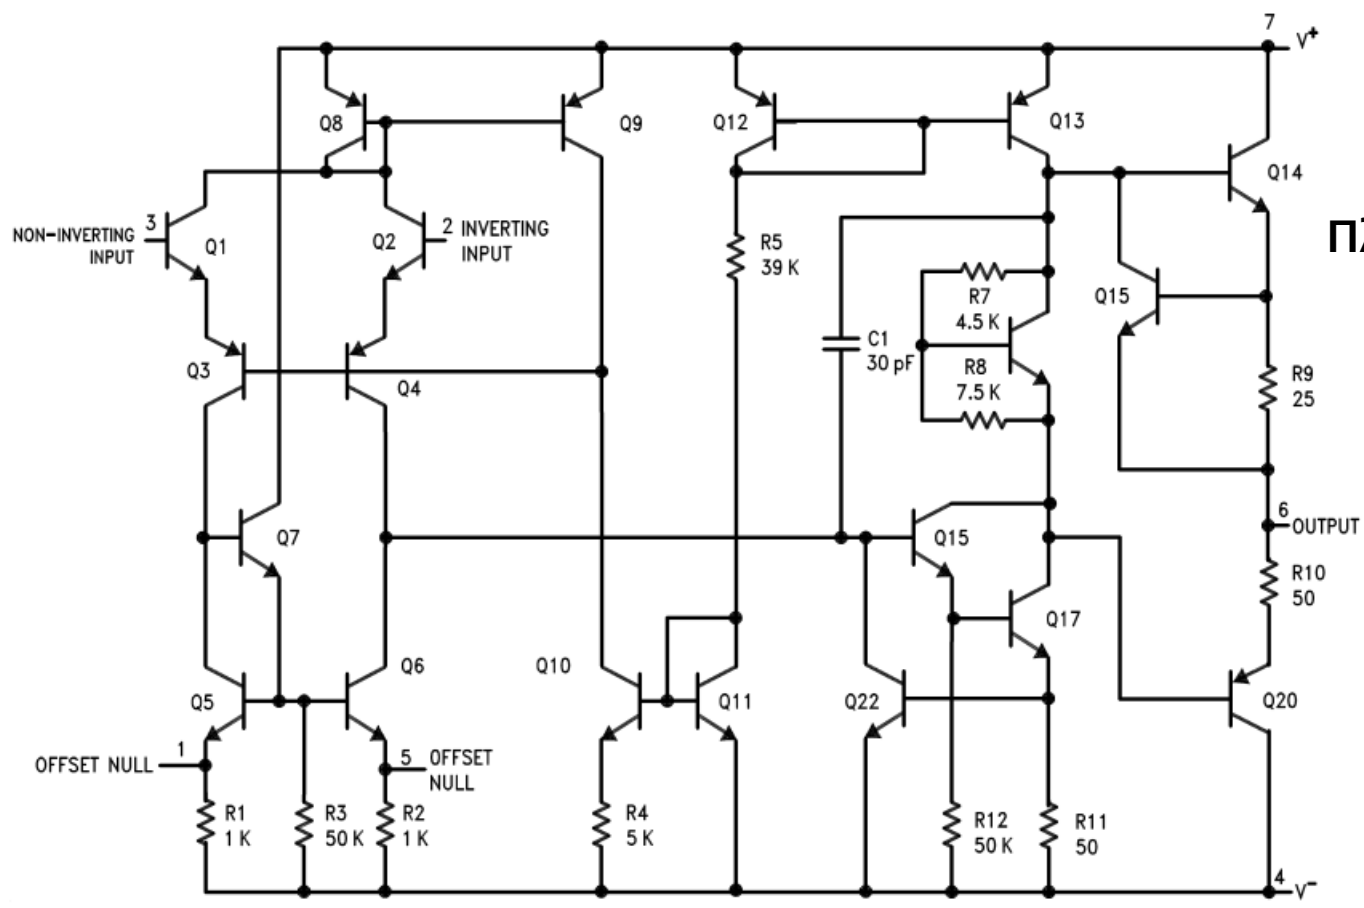 7
V+
Q8
Q9
Q12
Q13
Q14
3
NON-INVERTING
INPUT
Q1
Q2
2 INVERTING
INPUT
R5
39 K
Q15
R7
4.5 K
C1
30 pF
R8
7.5 K
Q3
Q4
R9
25
Q7
Q15
6
OUTPUT
R10
50
Q17
Q5
Q6
Q10
Q11
Q22
Q20
1
OFFSET NULL
5 OFFSET
NULL
R1
1 K
R3
50 K
R2
1 K
R4
5 K
R12
50 K
R11
50
4
V-